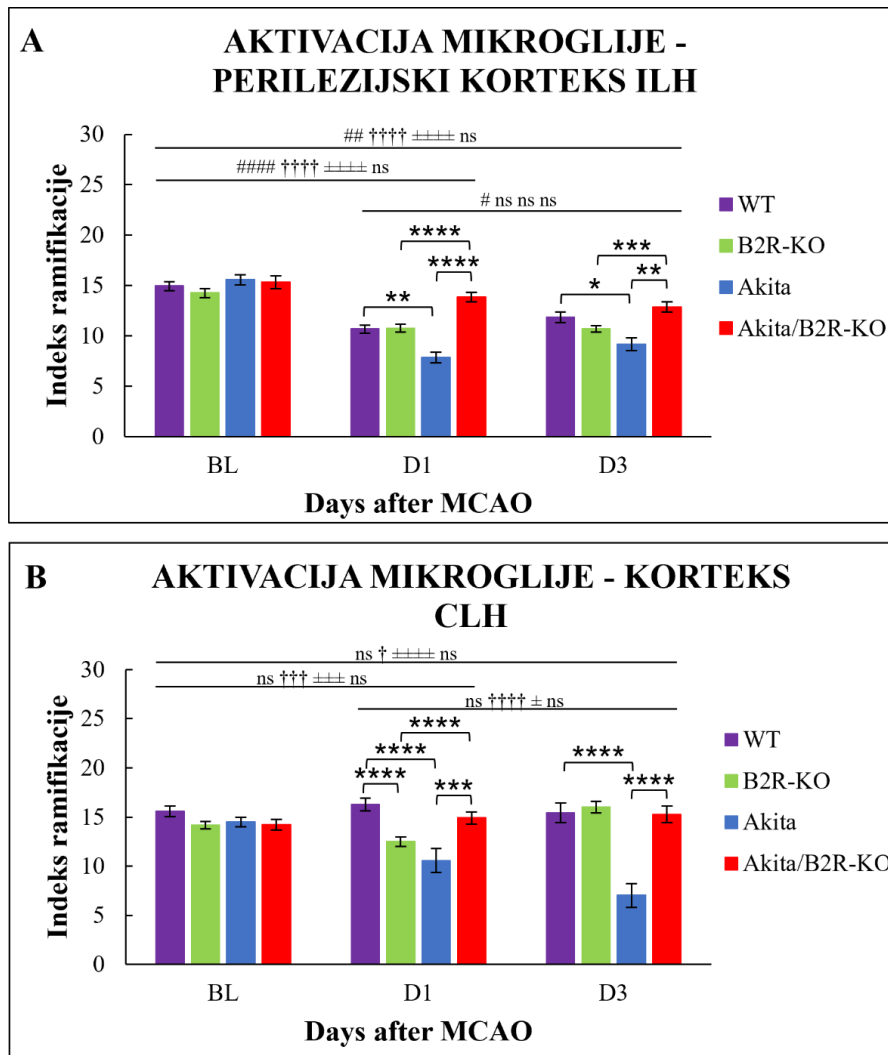 A
AKTIVACIJA MIKROGLIJE -
PERILEZIJSKI KORTEKS ILH
Indeks ramifikacije
30
25
20
15
10
5
0
## †††† ±±±± ns
#### †††† ±±±± ns
# ns ns ns
****
****
**
***
**
*
BL
D1
D3
Days after MCAO
WT
B2R-KO
Akita
Akita/B2R-KO
B
AKTIVACIJA MIKROGLIJE - KORTEKS
CLH
Indeks ramifikacije
30
25
20
15
10
5
0
ns † ±±±± ns
ns ††† ±±± ns
ns †††† ± ns
****
****
****
***
****
****
BL
D1
D3
Days after MCAO
WT
B2R-KO
Akita
Akita/B2R-KO